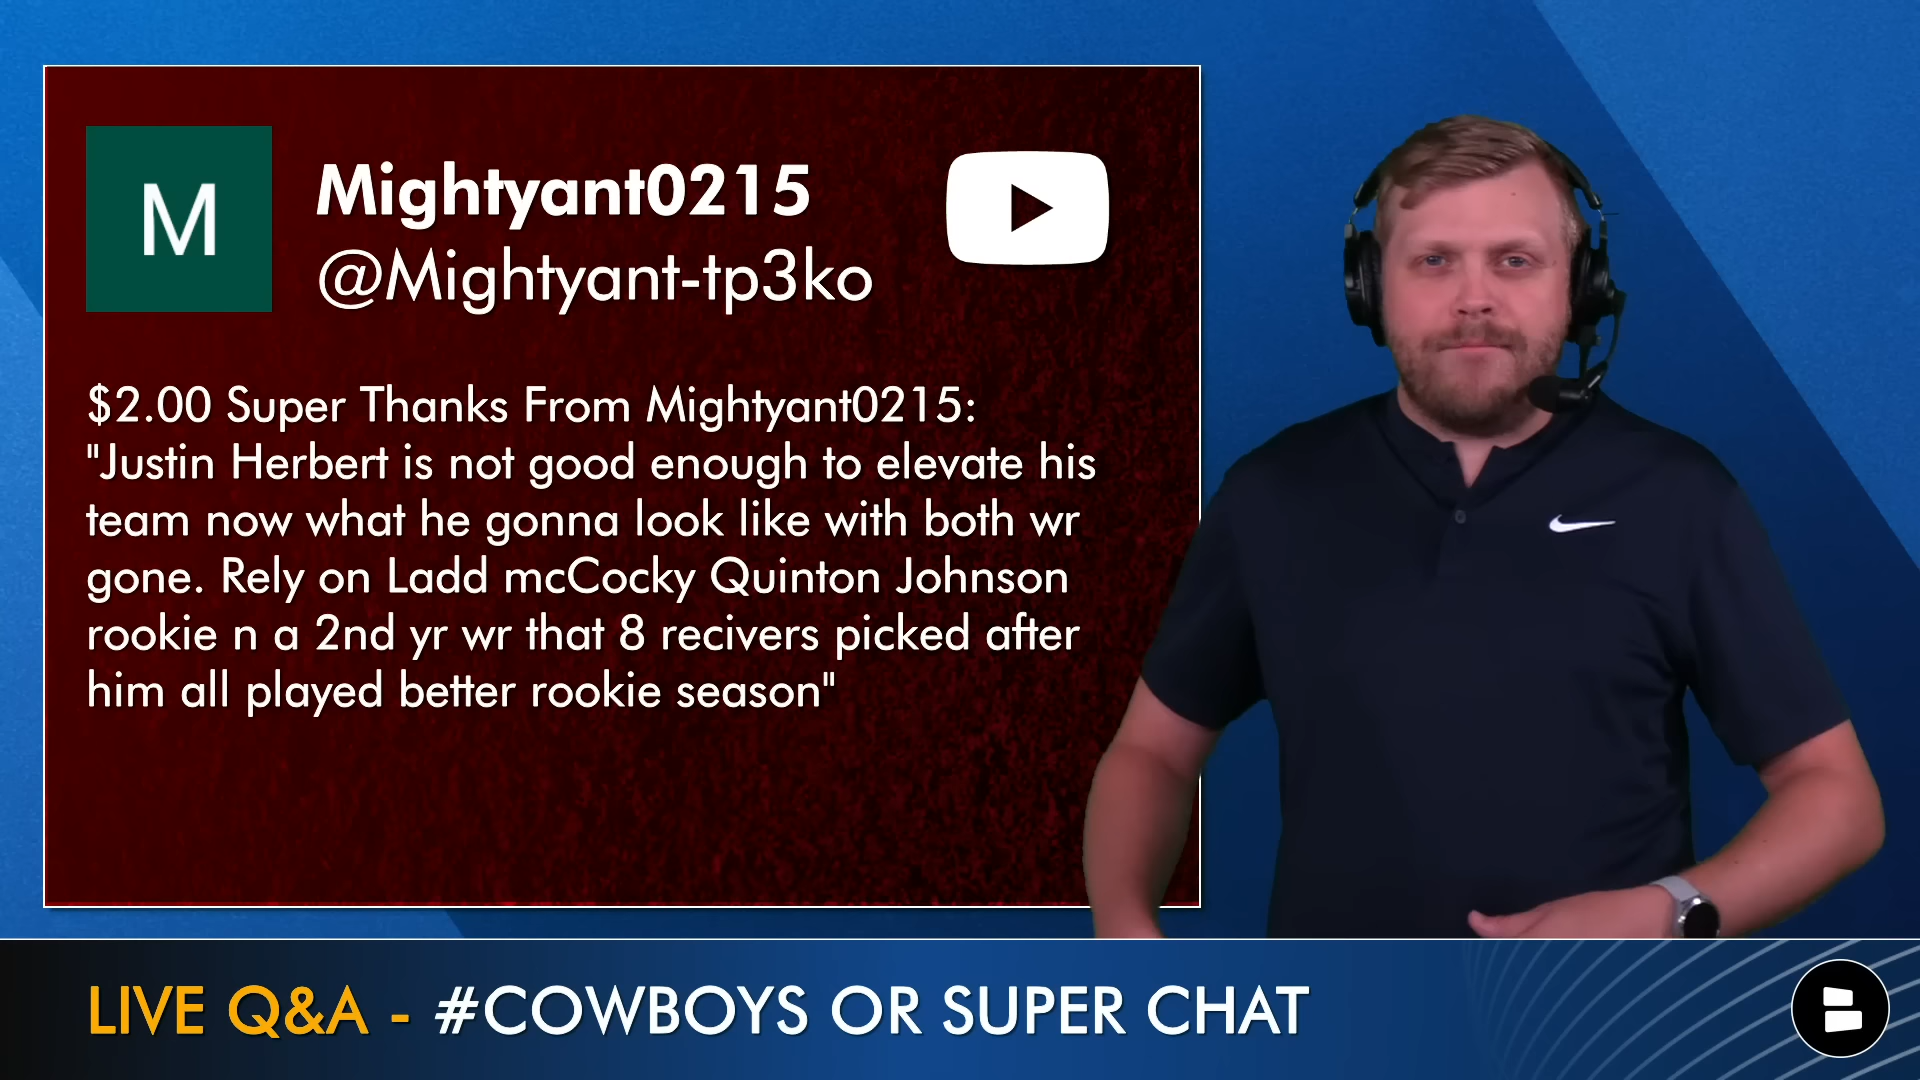 M
Mightyant0215
@Mightyant-tp3ko
$2.00 Super Thanks From Mightyant0215:
"Justin Herbert is not good enough to elevate his
team now what he gonna look like with both wr
gone. Rely on Ladd mcCocky Quinton Johnson
rookie n a 2nd yr wr that 8 recivers picked after
him all played better rookie season"
LIVE Q&A - #COWBOYS OR SUPER CHAT